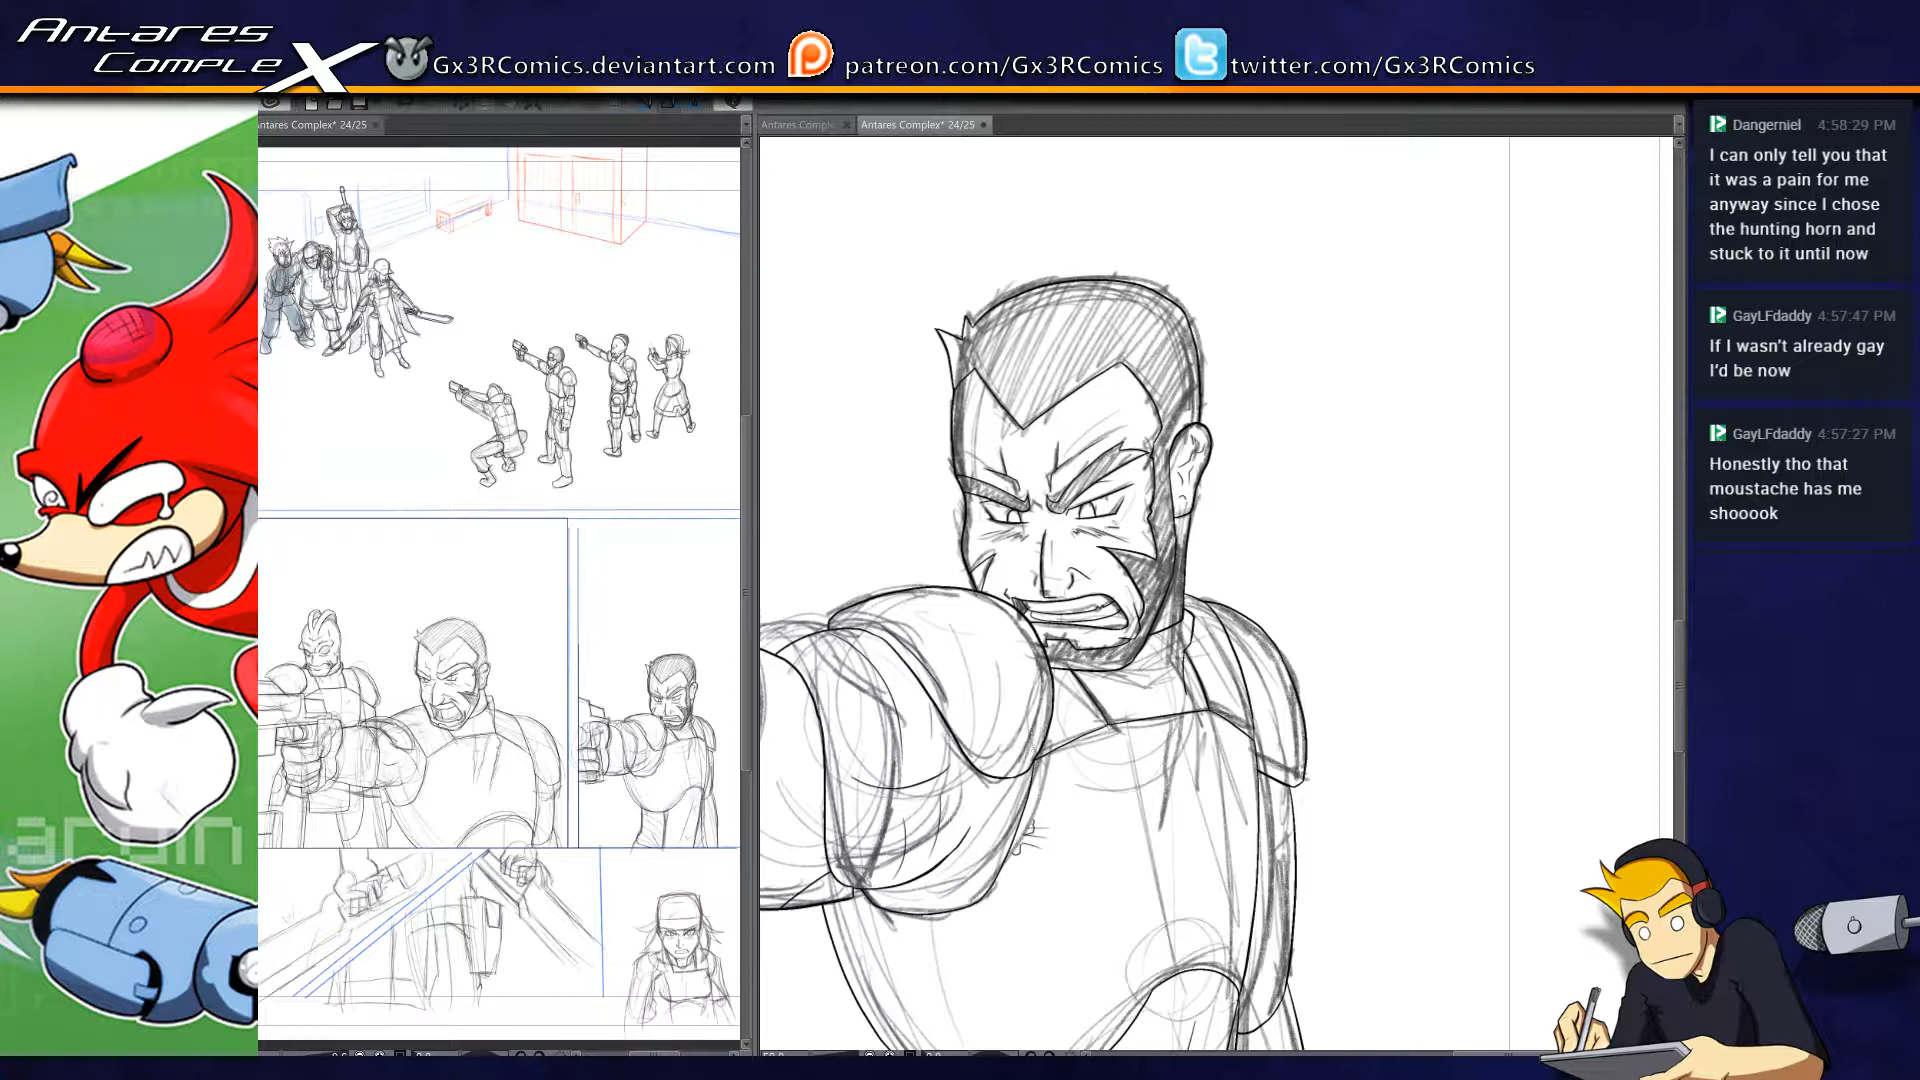 Antares
CompleX
Gx3RComics.deviantart.com
patreon.com/Gx3RComics
twitter.com/Gx3RComics
ntares Complex* 24/25
Antares Comple
Antares Complex* 24/25
Dangerniel 4:58:29 PM
I can only tell you that
it was a pain for me
anyway since I chose
the hunting horn and
stuck to it until now
GayLFdaddy 4:57:47 PM
If I wasn't already gay
I'd be now
GayLFdaddy 4:57:27 PM
Honestly tho that
moustache has me
shooook